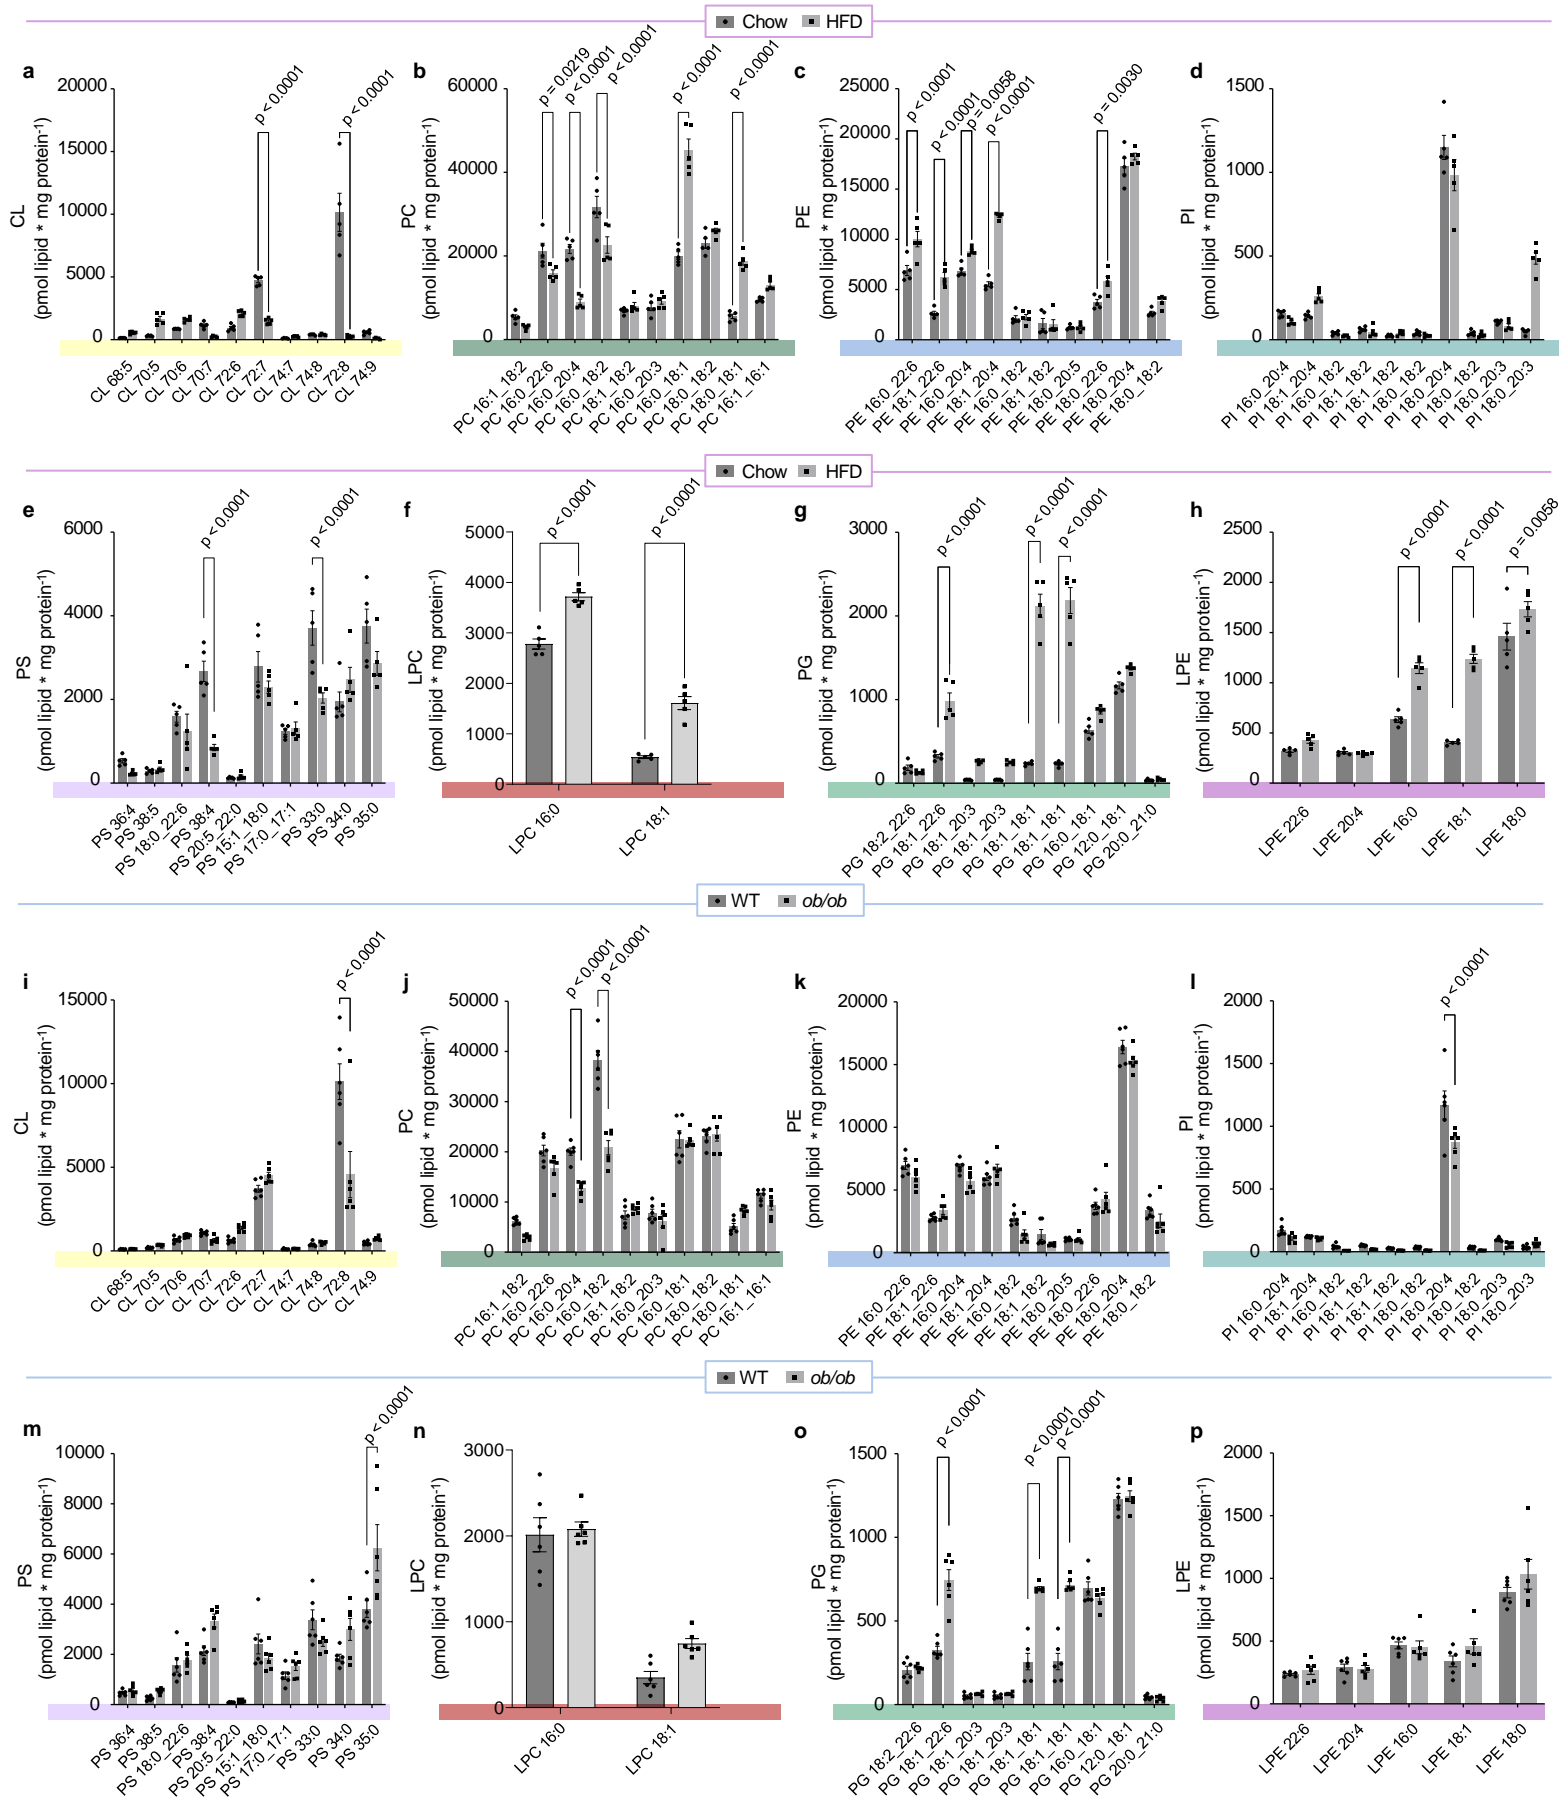 Chow HFD
a
CL
(pmol lipid * mg protein-1)
20000
15000
10000
5000
0
p < 0.0001
p < 0.0001
CL 68:5
CL 70:5
CL 70:6
CL 70:7
CL 72:6
CL 72:7
CL 74:7
CL 74:8
CL 72:8
CL 74:9
b
PC
(pmol lipid * mg protein-1)
60000
40000
20000
0
p = 0.0219
p < 0.0001
p < 0.0001
p < 0.0001
p < 0.0001
PC 16:1_18:2
PC 16:0_22:6
PC 16:0_20:4
PC 16:0_18:2
PC 18:1_18:2
PC 16:0_20:3
PC 16:0_18:1
PC 18:0_18:2
PC 18:0_18:1
PC 16:1_16:1
c
PE
(pmol lipid * mg protein-1)
25000
20000
15000
10000
5000
0
p < 0.0001
p < 0.0001
p = 0.0058
p < 0.0001
p = 0.0030
PE 16:0_22:6
PE 18:1_22:6
PE 16:0_20:4
PE 18:1_20:4
PE 16:0_18:2
PE 18:1_18:2
PE 18:0_20:5
PE 18:0_22:6
PE 18:0_20:4
PE 18:0_18:2
d
PI
(pmol lipid * mg protein-1)
1500
1000
500
0
PI 16:0_20:4
PI 18:1_20:4
PI 16:0_18:2
PI 18:1_18:2
PI 18:0_18:2
PI 18:0_20:4
PI 18:0_18:2
PI 18:0_20:3
PI 18:0_20:3
Chow HFD
e
PS
(pmol lipid * mg protein-1)
6000
4000
2000
0
p < 0.0001
p < 0.0001
PS 36:4
PS 38:5
PS 18:0_22:6
PS 38:4
PS 20:5_22:0
PS 15:1_18:0
PS 17:0_17:1
PS 33:0
PS 34:0
PS 35:0
f
LPC
(pmol lipid * mg protein-1)
5000
4000
3000
2000
1000
0
p < 0.0001
p < 0.0001
LPC 16:0
LPC 18:1
g
PG
(pmol lipid * mg protein-1)
3000
2000
1000
0
p < 0.0001
p < 0.0001
p < 0.0001
PG 18:2_22:6
PG 18:1_22:6
PG 18:1_20:3
PG 18:1_20:3
PG 18:1_18:1
PG 18:1_18:1
PG 16:0_18:1
PG 12:0_18:1
PG 20:0_21:0
h
LPE
(pmol lipid * mg protein-1)
2500
2000
1500
1000
500
0
p < 0.0001
p < 0.0001
p = 0.0058
LPE 22:6
LPE 20:4
LPE 16:0
LPE 18:1
LPE 18:0
WT ob/ob
i
CL
(pmol lipid * mg protein-1)
15000
10000
5000
0
p < 0.0001
CL 68:5
CL 70:5
CL 70:6
CL 70:7
CL 72:6
CL 72:7
CL 74:7
CL 74:8
CL 72:8
CL 74:9
j
PC
(pmol lipid * mg protein-1)
50000
40000
30000
20000
10000
0
p < 0.0001
p < 0.0001
PC 16:1_18:2
PC 16:0_22:6
PC 16:0_20:4
PC 16:0_18:2
PC 18:1_18:2
PC 16:0_20:3
PC 16:0_18:1
PC 18:0_18:2
PC 18:0_18:1
PC 16:1_16:1
k
PE
(pmol lipid * mg protein-1)
20000
15000
10000
5000
0
PE 16:0_22:6
PE 18:1_22:6
PE 16:0_20:4
PE 18:1_20:4
PE 16:0_18:2
PE 18:1_18:2
PE 18:0_20:5
PE 18:0_22:6
PE 18:0_20:4
PE 18:0_18:2
l
PI
(pmol lipid * mg protein-1)
2000
1500
1000
500
0
p < 0.0001
PI 16:0_20:4
PI 18:1_20:4
PI 16:0_18:2
PI 18:1_18:2
PI 18:0_18:2
PI 18:0_20:4
PI 18:0_18:2
PI 18:0_20:3
PI 18:0_20:3
WT ob/ob
m
PS
(pmol lipid * mg protein-1)
10000
8000
6000
4000
2000
0
p < 0.0001
PS 36:4
PS 38:5
PS 18:0_22:6
PS 38:4
PS 20:5_22:0
PS 15:1_18:0
PS 17:0_17:1
PS 33:0
PS 34:0
PS 35:0
n
LPC
(pmol lipid * mg protein-1)
3000
2000
1000
0
LPC 16:0
LPC 18:1
o
PG
(pmol lipid * mg protein-1)
1500
1000
500
0
p < 0.0001
p < 0.0001
p < 0.0001
PG 18:2_22:6
PG 18:1_22:6
PG 18:1_20:3
PG 18:1_20:3
PG 18:1_18:1
PG 18:1_18:1
PG 16:0_18:1
PG 12:0_18:1
PG 20:0_21:0
p
LPE
(pmol lipid * mg protein-1)
2000
1500
1000
500
0
LPE 22:6
LPE 20:4
LPE 16:0
LPE 18:1
LPE 18:0